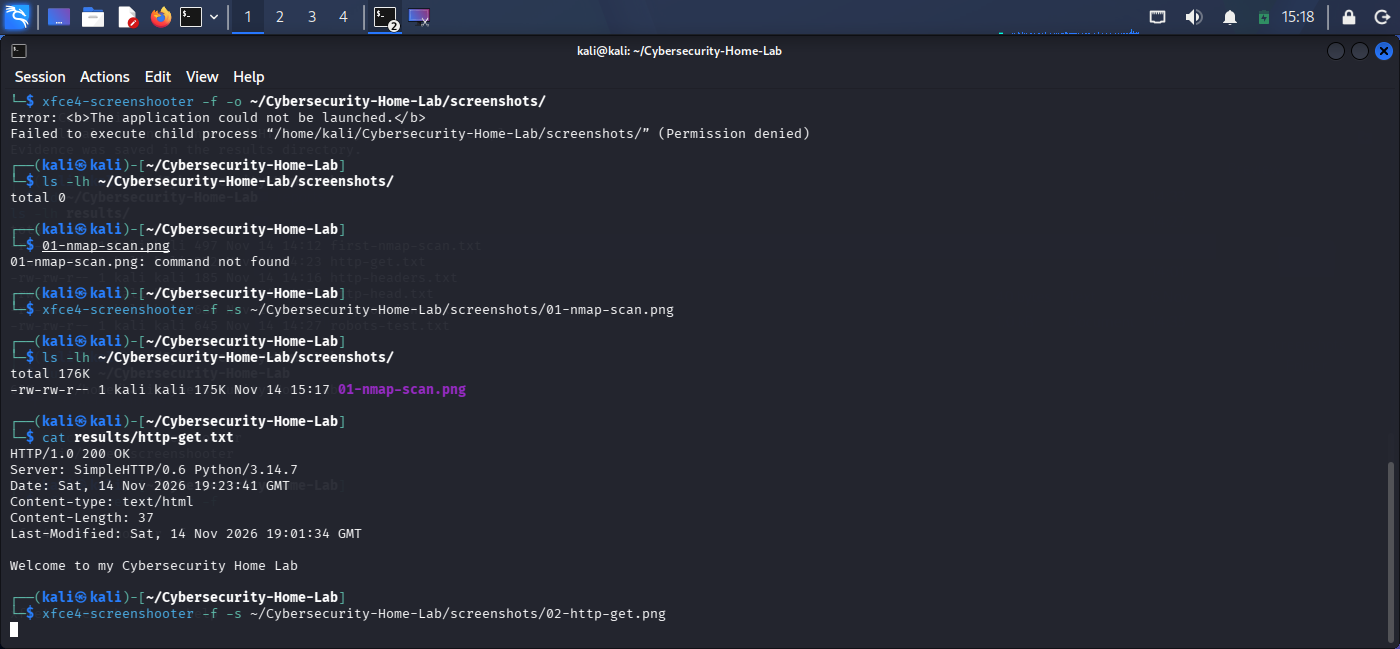 1 2 3 4 2 15:18
kali@kali: ~/Cybersecurity-Home-Lab
Session Actions Edit View Help
└─$ xfce4-screenshooter -f -o ~/Cybersecurity-Home-Lab/screenshots/
Error: <b>The application could not be launched.</b>
Failed to execute child process “/home/kali/Cybersecurity-Home-Lab/screenshots/” (Permission denied)
Evidence was saved in the results directory.
┌──(kali㉿kali)-[~/Cybersecurity-Home-Lab]
└─$ ls -lh ~/Cybersecurity-Home-Lab/screenshots/
total 0
┌──(kali㉿kali)-[~/Cybersecurity-Home-Lab]
└─$ 01-nmap-scan.png
01-nmap-scan.png: command not found
┌──(kali㉿kali)-[~/Cybersecurity-Home-Lab]
└─$ xfce4-screenshooter -f -s ~/Cybersecurity-Home-Lab/screenshots/01-nmap-scan.png
┌──(kali㉿kali)-[~/Cybersecurity-Home-Lab]
└─$ ls -lh ~/Cybersecurity-Home-Lab/screenshots/
total 176K
-rw-rw-r-- 1 kali kali 175K Nov 14 15:17 01-nmap-scan.png
┌──(kali㉿kali)-[~/Cybersecurity-Home-Lab]
└─$ cat results/http-get.txt
HTTP/1.0 200 OK
Server: SimpleHTTP/0.6 Python/3.14.7
Date: Sat, 14 Nov 2026 19:23:41 GMT
Content-type: text/html
Content-Length: 37
Last-Modified: Sat, 14 Nov 2026 19:01:34 GMT
Welcome to my Cybersecurity Home Lab
┌──(kali㉿kali)-[~/Cybersecurity-Home-Lab]
└─$ xfce4-screenshooter -f -s ~/Cybersecurity-Home-Lab/screenshots/02-http-get.png